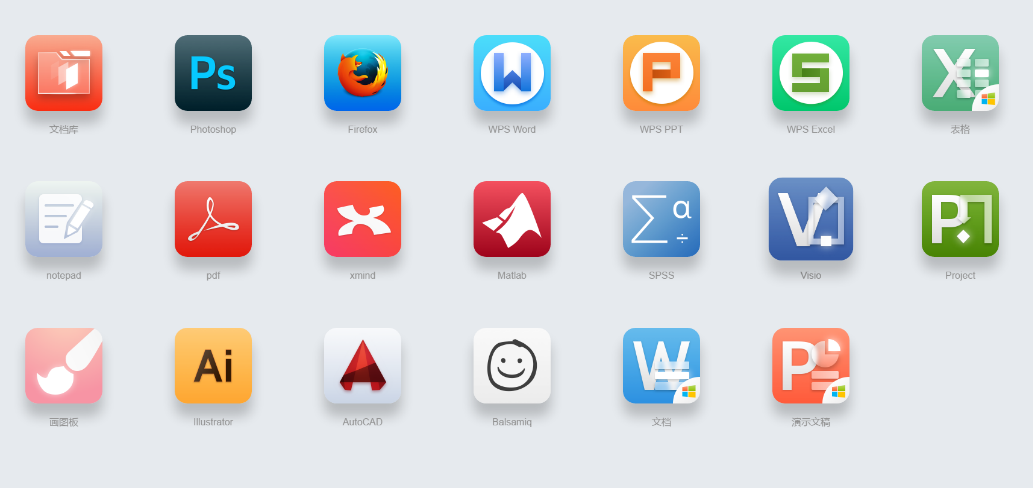 Ps
W
P
S
X
文档库
Photoshop
Firefox
WPS Word
WPS PPT
WPS Excel
表格
Σ α
÷
V
P
notepad
pdf
xmind
Matlab
SPSS
Visio
Project
Ai
W
P
画图板
Illustrator
AutoCAD
Balsamiq
文档
演示文稿